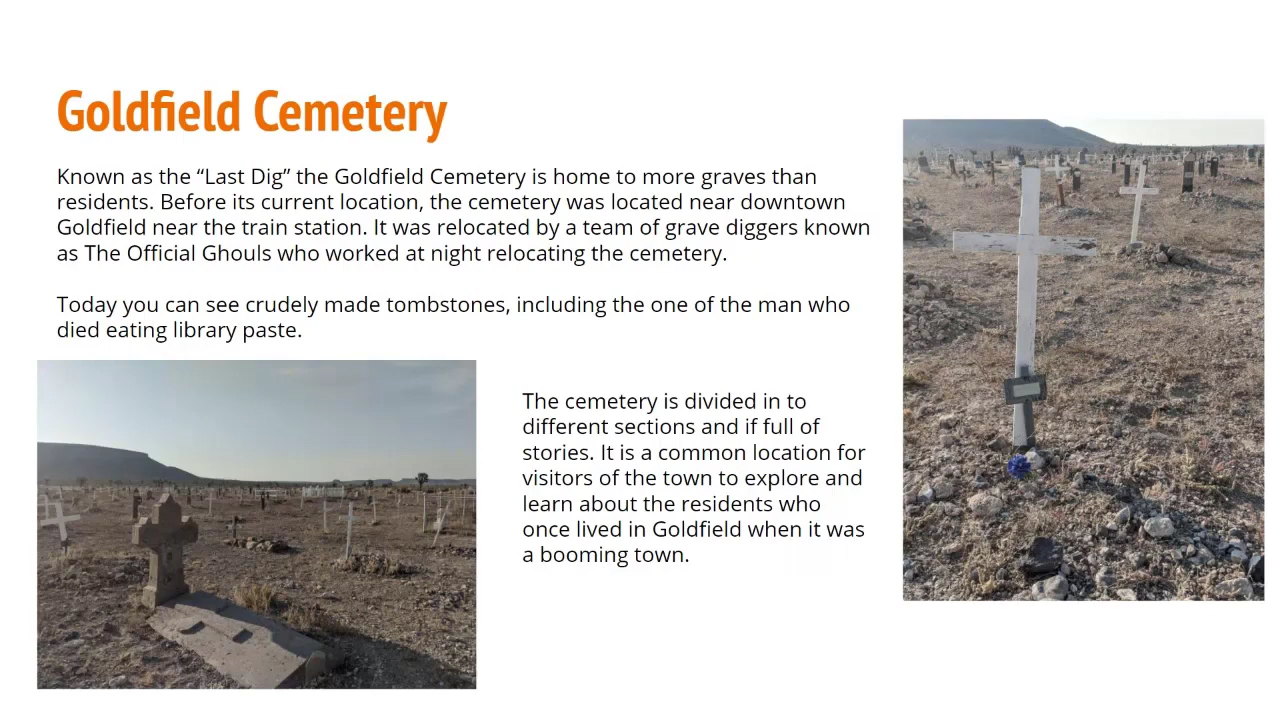 Goldfield Cemetery
Known as the “Last Dig” the Goldfield Cemetery is home to more graves than
residents. Before its current location, the cemetery was located near downtown
Goldfield near the train station. It was relocated by a team of grave diggers known
as The Official Ghouls who worked at night relocating the cemetery.
Today you can see crudely made tombstones, including the one of the man who
died eating library paste.
The cemetery is divided in to
different sections and if full of
stories. It is a common location for
visitors of the town to explore and
learn about the residents who
once lived in Goldfield when it was
a booming town.